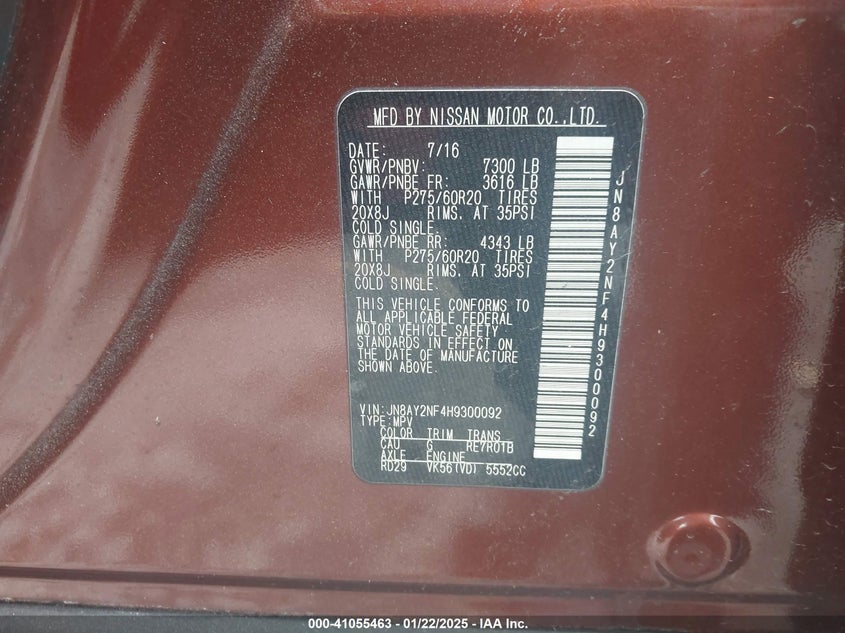 MFD BY NISSAN MOTOR CO.,LTD.
DATE: 7/16
GVWR/PNBV: 7300 LB
GAWR/PNBE FR: 3616 LB
WITH P275/60R20 TIRES
20X8J RIMS. AT 35PSI
COLD SINGLE.
GAWR/PNBE RR: 4343 LB
WITH P275/60R20 TIRES
20X8J RIMS. AT 35PSI
COLD SINGLE.
THIS VEHICLE CONFORMS TO
ALL APPLICABLE FEDERAL
MOTOR VEHICLE SAFETY
STANDARDS IN EFFECT ON
THE DATE OF MANUFACTURE
SHOWN ABOVE.
VIN: JN8AY2NF4H9300092
TYPE: MPV
COLOR TRIM TRANS
CAU G RE7R01B
AXLE ENGINE
RD29 VK56(VD) 5552CC
JN8AY2NF4H9300092
000-41055463 - 01/22/2025 - IAA Inc.